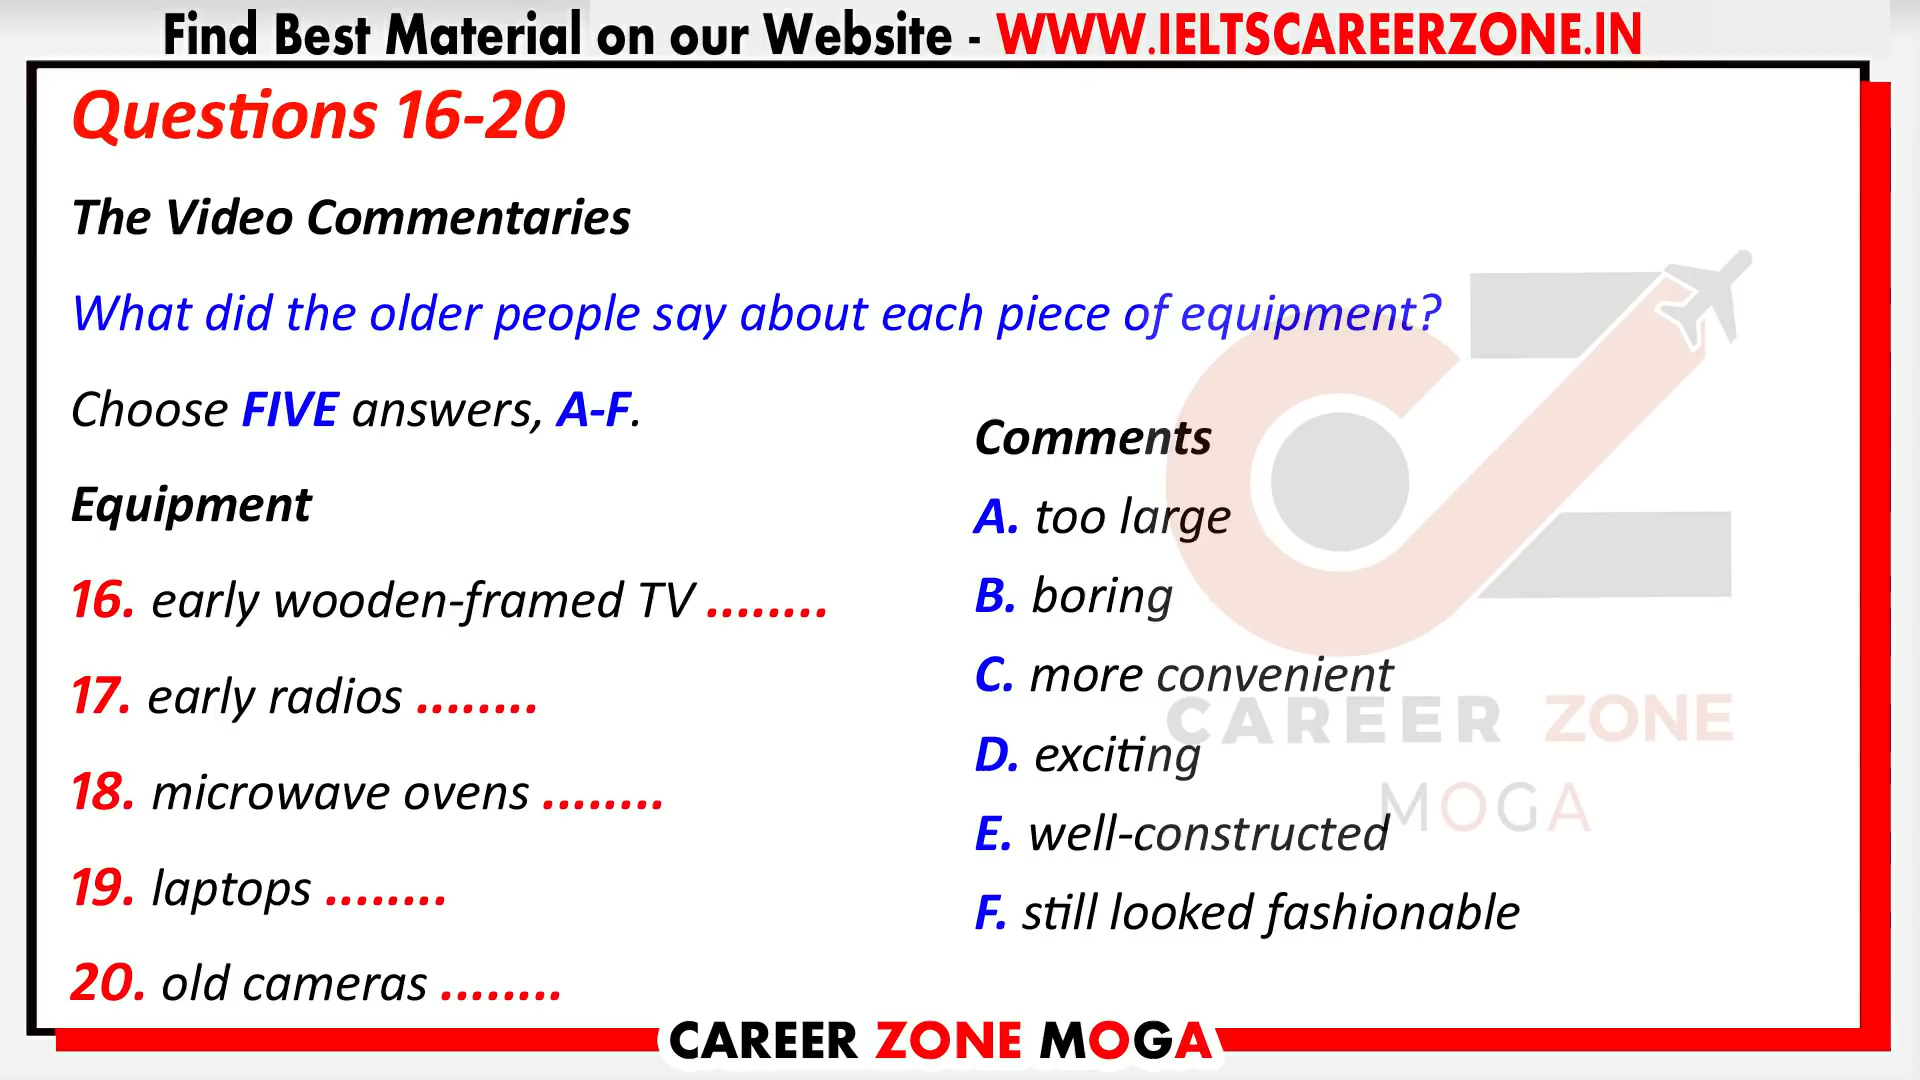 Find Best Material on our Website - WWW.IELTSCAREERZONE.IN
Questions 16-20
The Video Commentaries
What did the older people say about each piece of equipment?
Choose FIVE answers, A-F.
Equipment
16. early wooden-framed TV ........
17. early radios ........
18. microwave ovens ........
19. laptops ........
20. old cameras ........
Comments
A. too large
B. boring
C. more convenient
D. exciting
E. well-constructed
F. still looked fashionable
CAREER ZONE
MOGA
CAREER ZONE MOGA